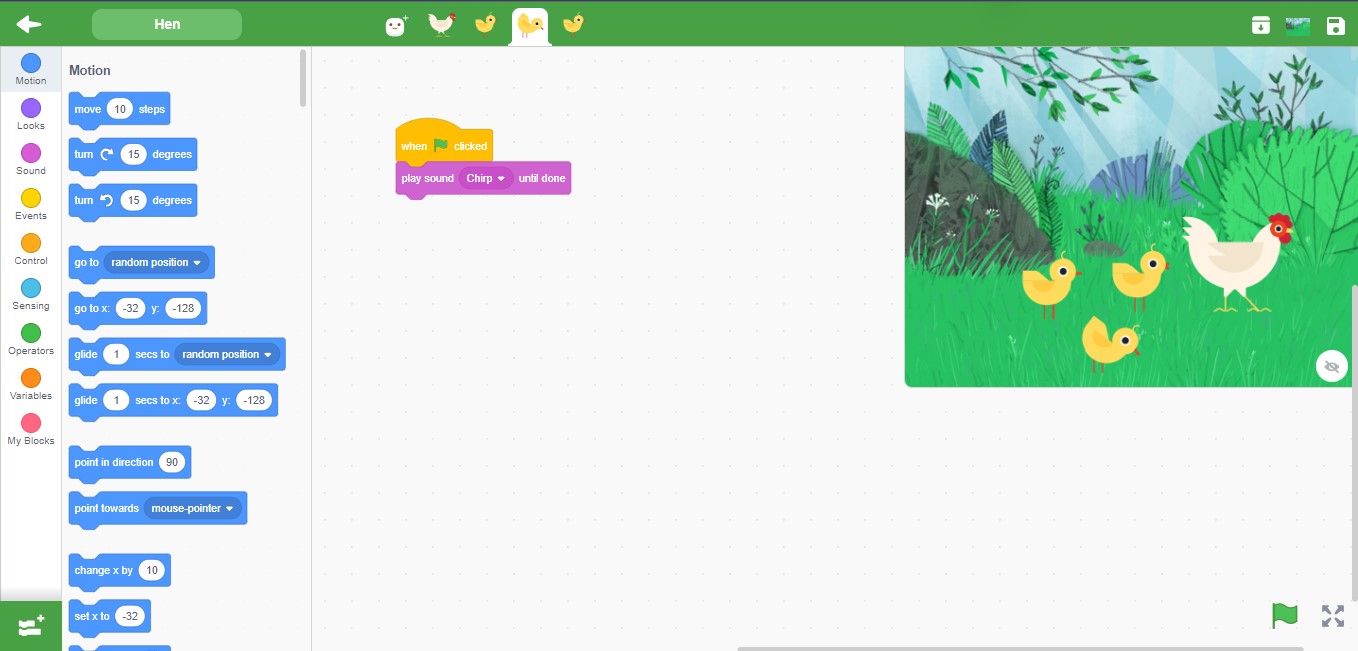 Hen
Motion
Looks
Sound
Events
Control
Sensing
Operators
Variables
My Blocks
Motion
move 10 steps
turn 15 degrees
turn 15 degrees
go to random position
go to x: -32 y: -128
glide 1 secs to random position
glide 1 secs to x: -32 y: -128
point in direction 90
point towards mouse-pointer
change x by 10
set x to -32
when clicked
play sound Chirp until done